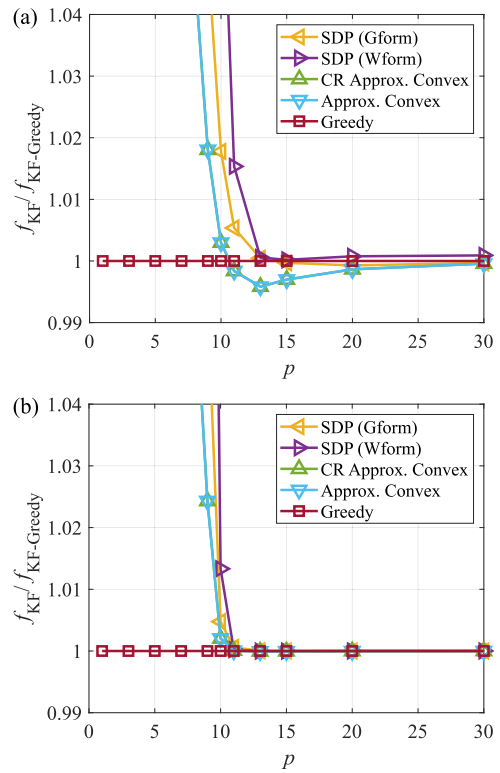 (a)
1.04
1.03
1.02
1.01
1
0.99
f_KF / f_KF-Greedy
SDP (Gform)
SDP (Wform)
CR Approx. Convex
Approx. Convex
Greedy
0 5 10 15 20 25 30
p
(b)
1.04
1.03
1.02
1.01
1
0.99
f_KF / f_KF-Greedy
SDP (Gform)
SDP (Wform)
CR Approx. Convex
Approx. Convex
Greedy
0 5 10 15 20 25 30
p